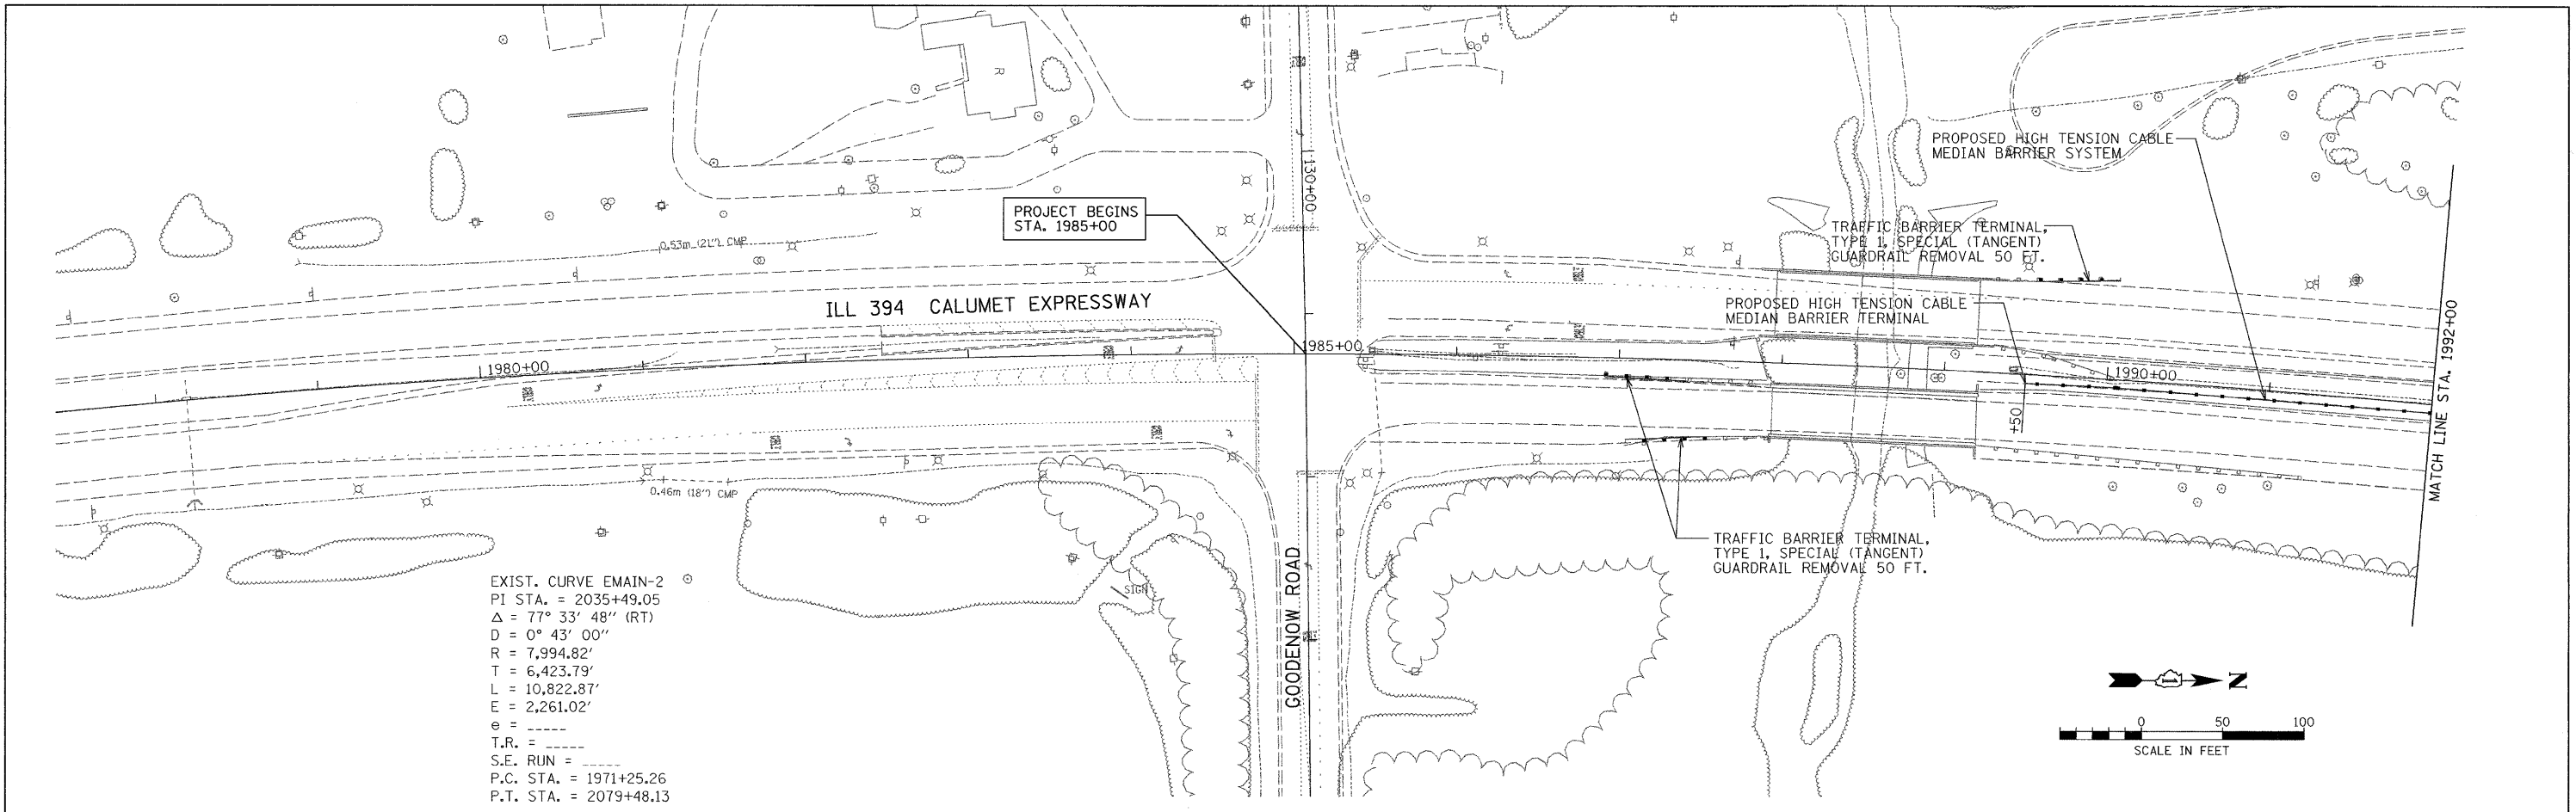 R
PROPOSED HIGH TENSION CABLE
MEDIAN BARRIER SYSTEM
130+00
PROJECT BEGINS
STA. 1985+00
0.53m (21") CMP
TRAFFIC BARRIER TERMINAL,
TYPE 1, SPECIAL (TANGENT)
GUARDRAIL REMOVAL 50 FT.
ILL 394 CALUMET EXPRESSWAY
PROPOSED HIGH TENSION CABLE
MEDIAN BARRIER TERMINAL
1980+00
1985+00
1990+00
+50
MATCH LINE STA. 1992+00
0.46m (18") CMP
TRAFFIC BARRIER TERMINAL,
TYPE 1, SPECIAL (TANGENT)
GUARDRAIL REMOVAL 50 FT.
GOODENOW ROAD
SIGN
EXIST. CURVE EMAIN-2
PI STA. = 2035+49.05
Δ = 77° 33' 48" (RT)
D = 0° 43' 00"
R = 7,994.82'
T = 6,423.79'
L = 10,822.87'
E = 2,261.02'
e = _____
T.R. = _____
S.E. RUN = _____
P.C. STA. = 1971+25.26
P.T. STA. = 2079+48.13
N
0 50 100
SCALE IN FEET